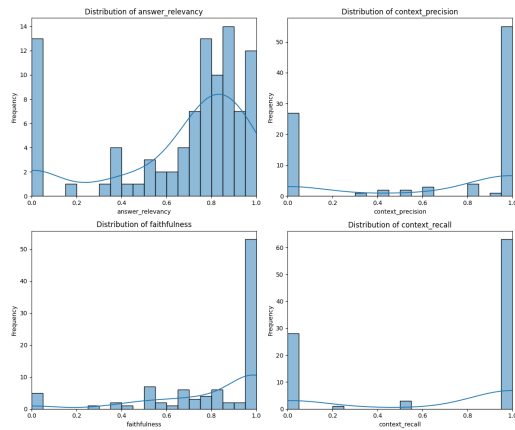 Distribution of answer_relevancy
Frequency
14
12
10
8
6
4
2
0
0.0 0.2 0.4 0.6 0.8 1.0
answer_relevancy
Distribution of context_precision
Frequency
50
40
30
20
10
0.0 0.2 0.4 0.6 0.8 1.0
context_precision
Distribution of faithfulness
Frequency
50
40
30
20
10
0
0.0 0.2 0.4 0.6 0.8 1.0
faithfulness
Distribution of context_recall
Frequency
60
50
40
30
20
10
0
0.0 0.2 0.4 0.6 0.8 1.0
context_recall